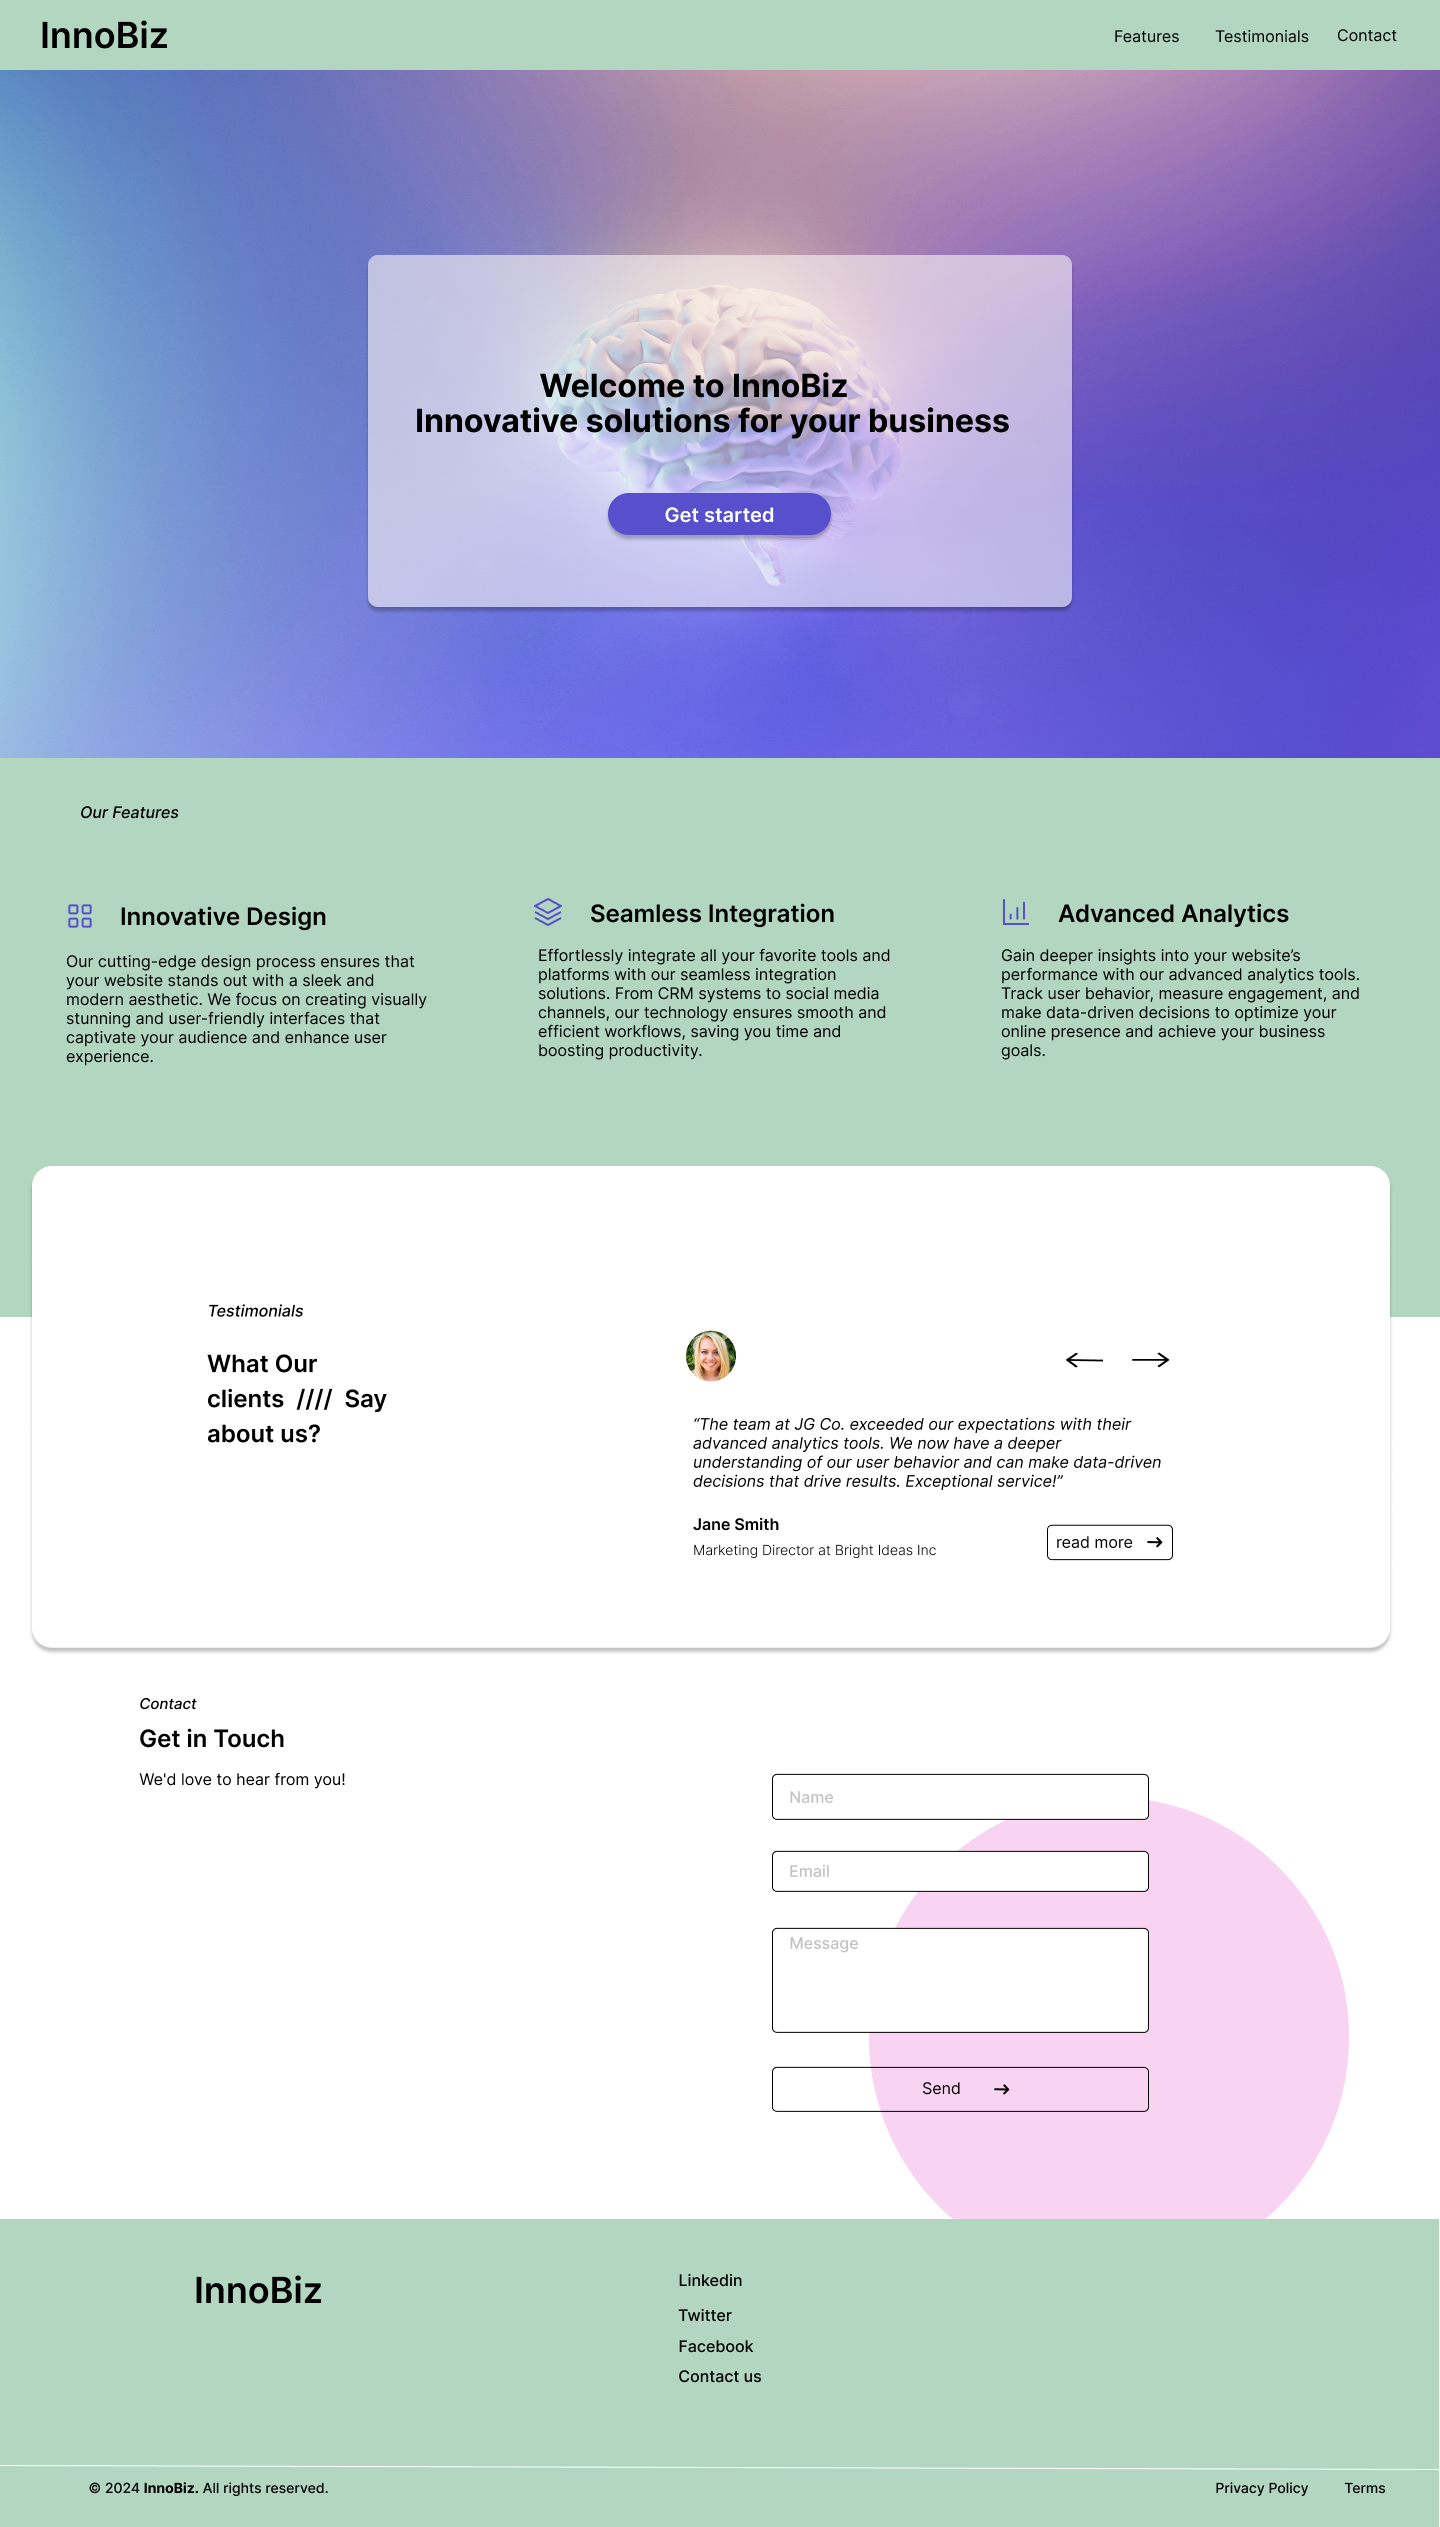 InnoBiz
Features Testimonials Contact
Welcome to InnoBiz
Innovative solutions for your business
Get started
Our Features
Innovative Design
Our cutting-edge design process ensures that
your website stands out with a sleek and
modern aesthetic. We focus on creating visually
stunning and user-friendly interfaces that
captivate your audience and enhance user
experience.
Seamless Integration
Effortlessly integrate all your favorite tools and
platforms with our seamless integration
solutions. From CRM systems to social media
channels, our technology ensures smooth and
efficient workflows, saving you time and
boosting productivity.
Advanced Analytics
Gain deeper insights into your website’s
performance with our advanced analytics tools.
Track user behavior, measure engagement, and
make data-driven decisions to optimize your
online presence and achieve your business
goals.
Testimonials
What Our
clients //// Say
about us?
“The team at JG Co. exceeded our expectations with their
advanced analytics tools. We now have a deeper
understanding of our user behavior and can make data-driven
decisions that drive results. Exceptional service!”
Jane Smith
Marketing Director at Bright Ideas Inc
read more
Contact
Get in Touch
We'd love to hear from you!
Name
Email
Message
Send
InnoBiz
Linkedin
Twitter
Facebook
Contact us
© 2024 InnoBiz. All rights reserved.
Privacy Policy Terms